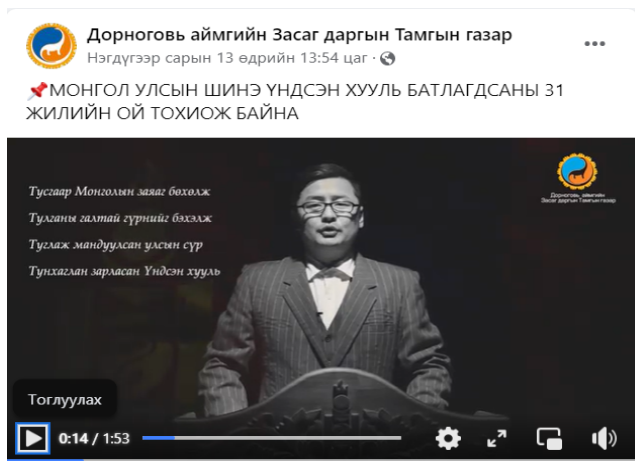 Дорноговь аймгийн Засаг даргын Тамгын газар
Нэгдүгээр сарын 13 өдрийн 13:54 цаг ·
📌МОНГОЛ УЛСЫН ШИНЭ ҮНДСЭН ХУУЛЬ БАТЛАГДСАНЫ 31
ЖИЛИЙН ОЙ ТОХИОЖ БАЙНА
Тусгаар Монголын заяаг бөхөлж
Тулганы галтай гүрнийг бэхэлж
Туглаж мандуулсан улсын сүр
Тунхаглан зарласан Үндсэн хууль
Дорноговь аймгийн
Засаг даргын Тамгын газар
Тоглуулах
0:14 / 1:53